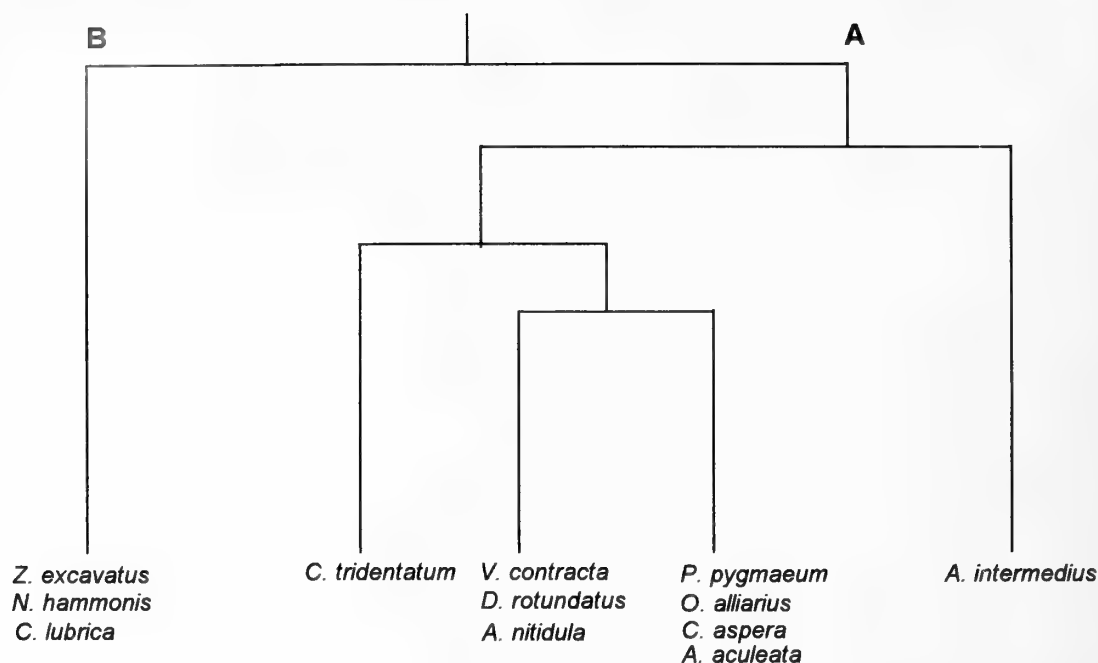 B
A
Z. excavatus
N. hammonis
C. lubrica
C. tridentatum
V. contracta
D. rotundatus
A. nitidula
P. pygmaeum
O. alliarius
C. aspera
A. aculeata
A. intermedius